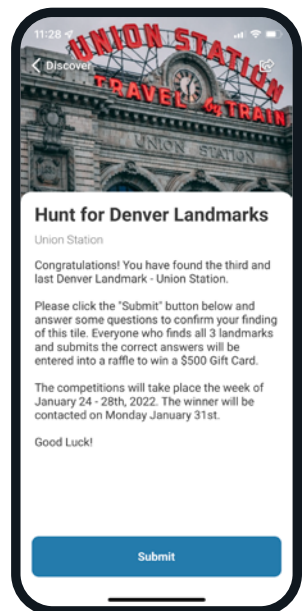 11:28
UNION STATION
Discover
TRAVEL by TRAIN
UNION STATION
Hunt for Denver Landmarks
Union Station
Congratulations! You have found the third and
last Denver Landmark - Union Station.
Please click the "Submit" button below and
answer some questions to confirm your finding
of this tile. Everyone who finds all 3 landmarks
and submits the correct answers will be
entered into a raffle to win a $500 Gift Card.
The competitions will take place the week of
January 24 - 28th, 2022. The winner will be
contacted on Monday January 31st.
Good Luck!
Submit